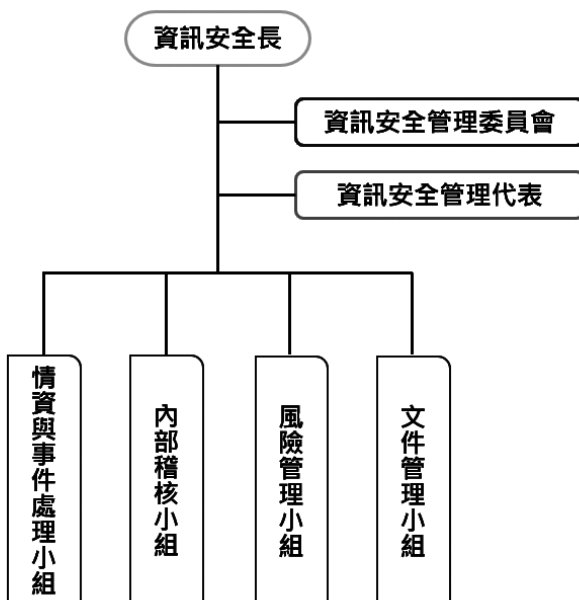 資訊安全長
資訊安全管理委員會
資訊安全管理代表
情資與事件處理小組
內部稽核小組
風險管理小組
文件管理小組